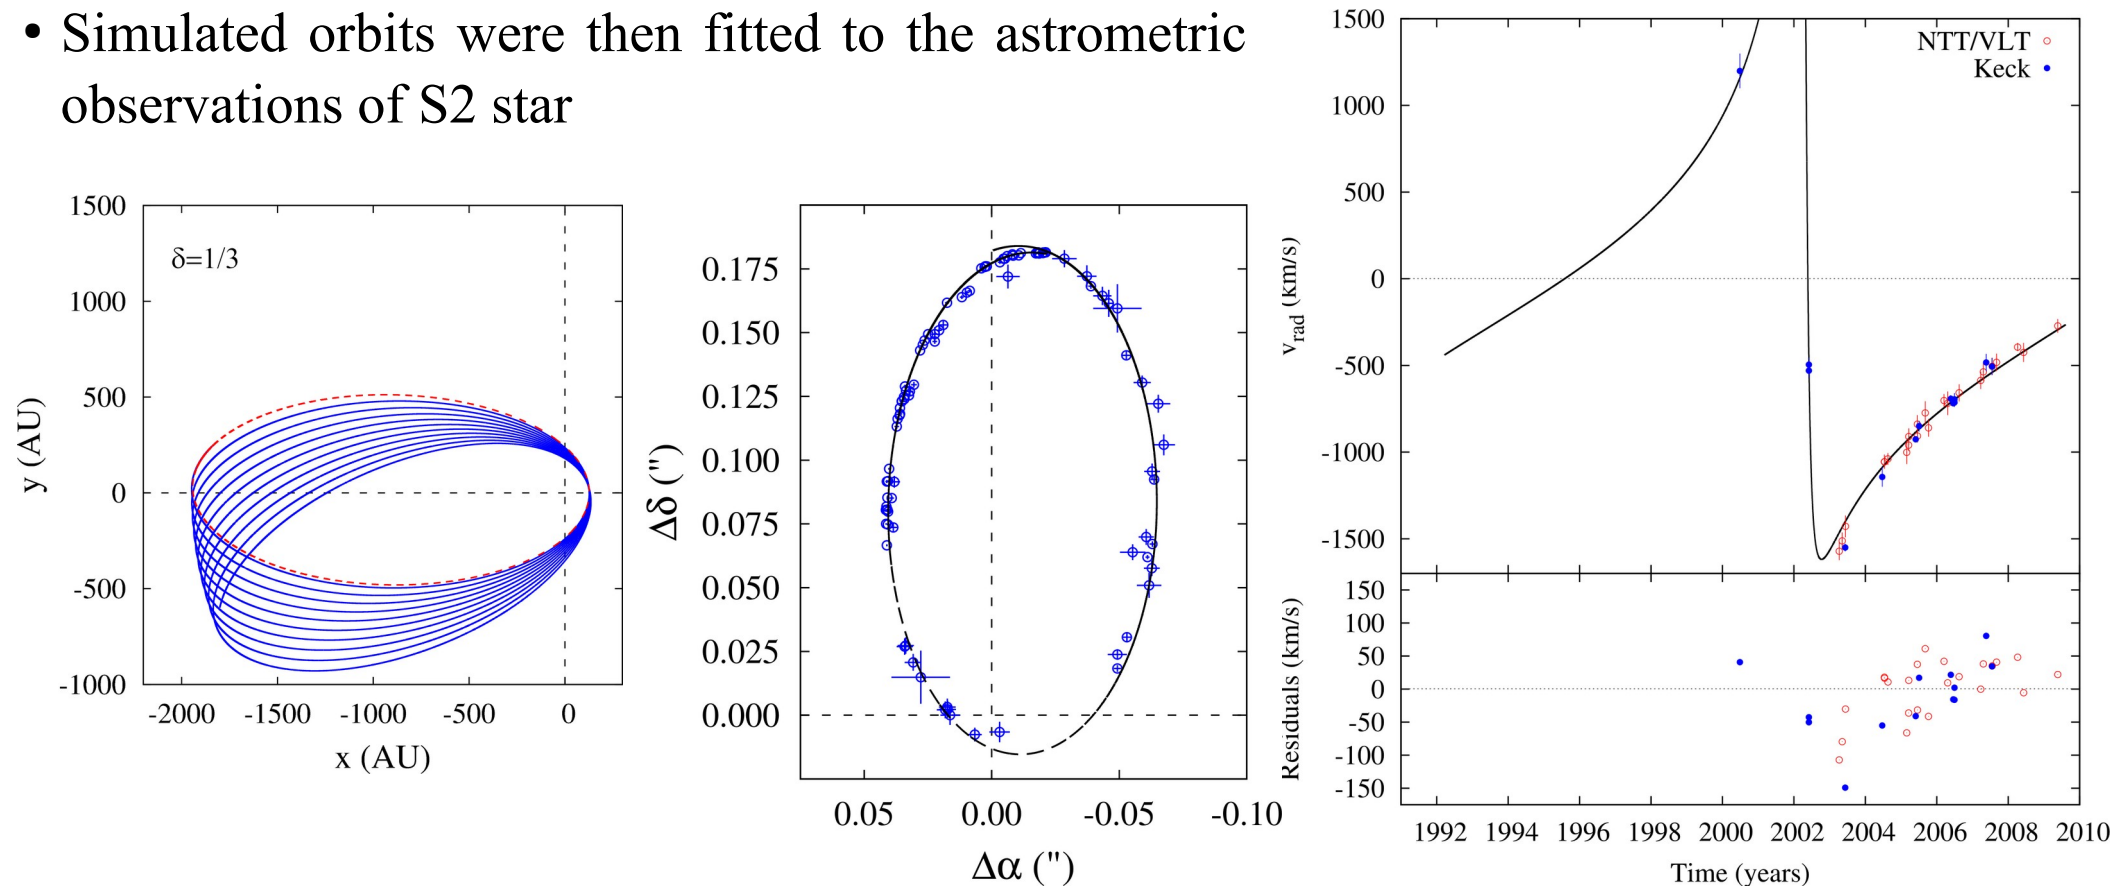 • Simulated orbits were then fitted to the astrometric
observations of S2 star
1500
1000
500
0
-500
-1000
y (AU)
δ=1/3
-2000 -1500 -1000 -500 0
x (AU)
0.175
0.150
0.125
0.100
0.075
0.050
0.025
0.000
Δδ (")
0.05 0.00 -0.05 -0.10
Δα (")
1500
1000
500
0
-500
-1000
-1500
vrad (km/s)
NTT/VLT
Keck
150
100
50
0
-50
-100
-150
Residuals (km/s)
1992 1994 1996 1998 2000 2002 2004 2006 2008 2010
Time (years)